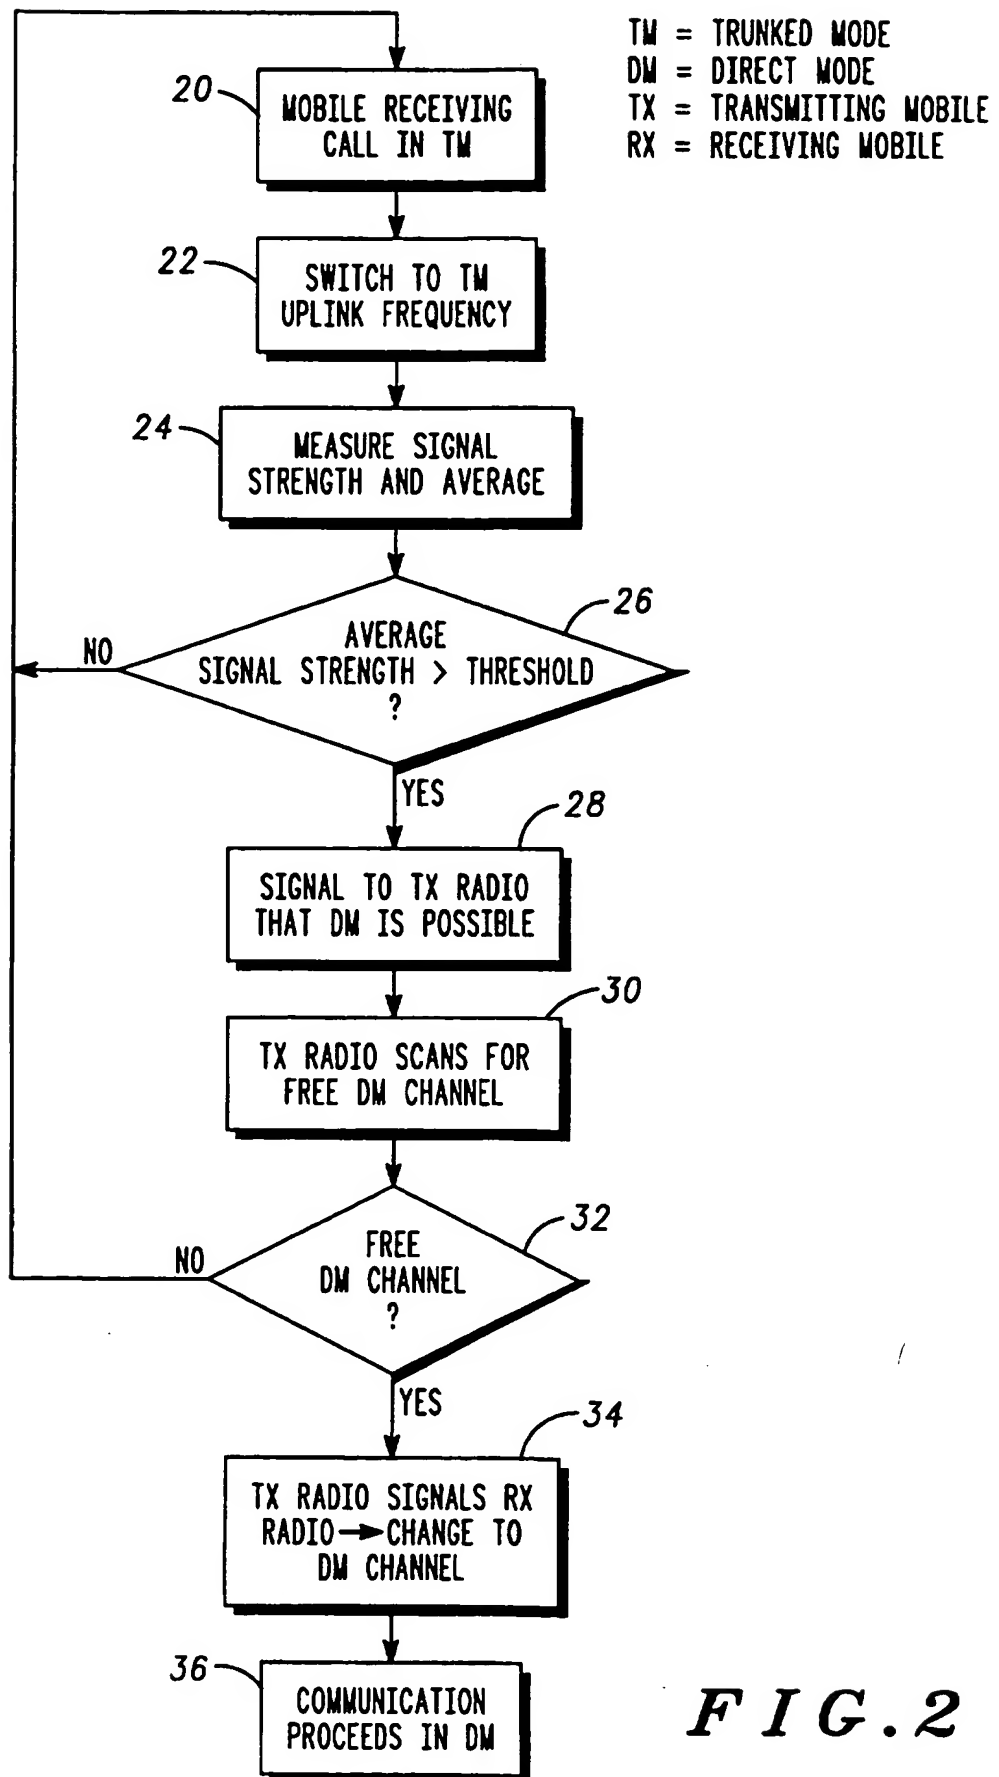 TM = TRUNKED MODE
DM = DIRECT MODE
TX = TRANSMITTING MOBILE
RX = RECEIVING MOBILE
20
MOBILE RECEIVING
CALL IN TM
22
SWITCH TO TM
UPLINK FREQUENCY
24
MEASURE SIGNAL
STRENGTH AND AVERAGE
26
AVERAGE
SIGNAL STRENGTH > THRESHOLD
?
NO
YES
28
SIGNAL TO TX RADIO
THAT DM IS POSSIBLE
30
TX RADIO SCANS FOR
FREE DM CHANNEL
32
FREE
DM CHANNEL
?
NO
YES
34
TX RADIO SIGNALS RX
RADIO→CHANGE TO
DM CHANNEL
36
COMMUNICATION
PROCEEDS IN DM
FIG.2